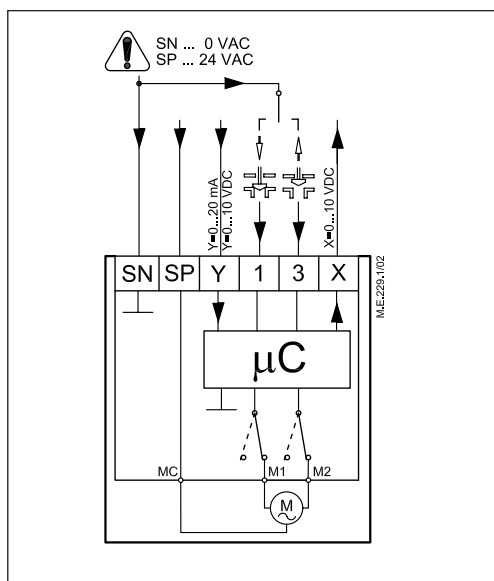 SN ... 0 VAC
SP ... 24 VAC
Y=0...20 mA
Y=0...10 VDC
X=0...10 VDC
SN SP Y 1 3 X
M.E.229.1/02
µC
MC M1 M2
M